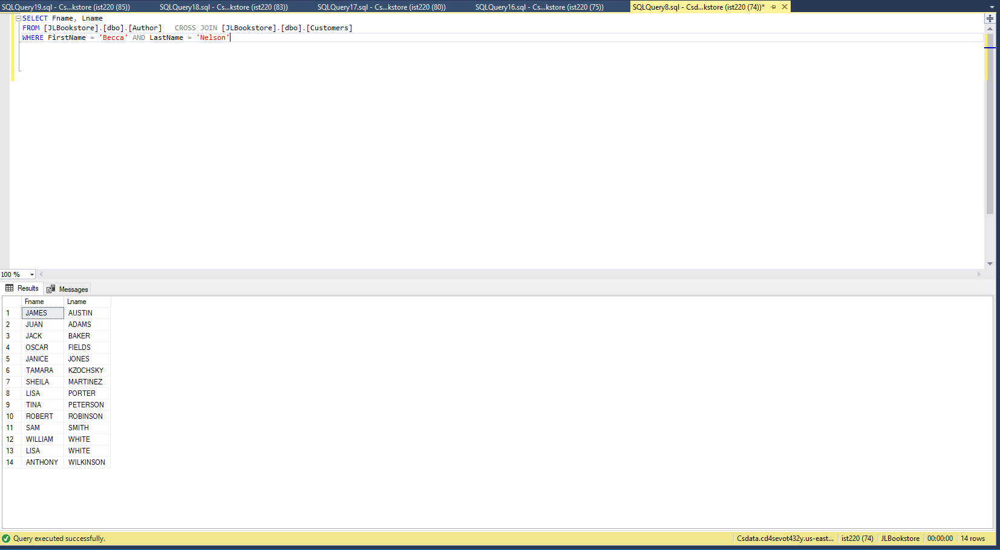 SQLQuery19.sql - Cs...kstore (ist220 (85)) SQLQuery18.sql - Cs...kstore (ist220 (83)) SQLQuery17.sql - Cs...kstore (ist220 (80)) SQLQuery16.sql - Cs...kstore (ist220 (75)) SQLQuery8.sql - Csd...kstore (ist220 (74))*
SELECT Fname, Lname
FROM [JLBookstore].[dbo].[Author]   CROSS JOIN [JLBookstore].[dbo].[Customers]
WHERE FirstName = 'Becca' AND LastName = 'Nelson'
100 %
Results Messages
Fname Lname
1 JAMES AUSTIN
2 JUAN ADAMS
3 JACK BAKER
4 OSCAR FIELDS
5 JANICE JONES
6 TAMARA KZOCHSKY
7 SHEILA MARTINEZ
8 LISA PORTER
9 TINA PETERSON
10 ROBERT ROBINSON
11 SAM SMITH
12 WILLIAM WHITE
13 LISA WHITE
14 ANTHONY WILKINSON
Query executed successfully. Csdata.cd4sevot432y.us-east... ist220 (74) JLBookstore 00:00:00 14 rows